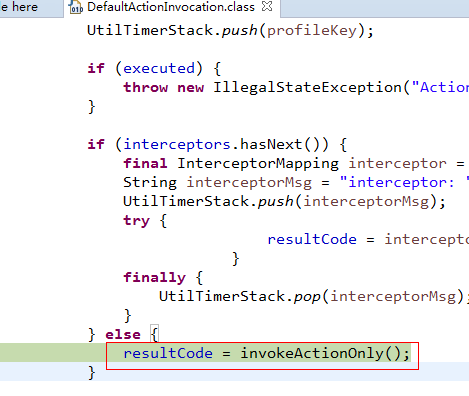 e here
DefaultActionInvocation.class
UtilTimerStack.push(profileKey);
if (executed) {
throw new IllegalStateException("Action
}
if (interceptors.hasNext()) {
final InterceptorMapping interceptor =
String interceptorMsg = "interceptor: "
UtilTimerStack.push(interceptorMsg);
try {
resultCode = intercepto
}
finally {
UtilTimerStack.pop(interceptorMsg);
}
} else {
resultCode = invokeActionOnly();
}